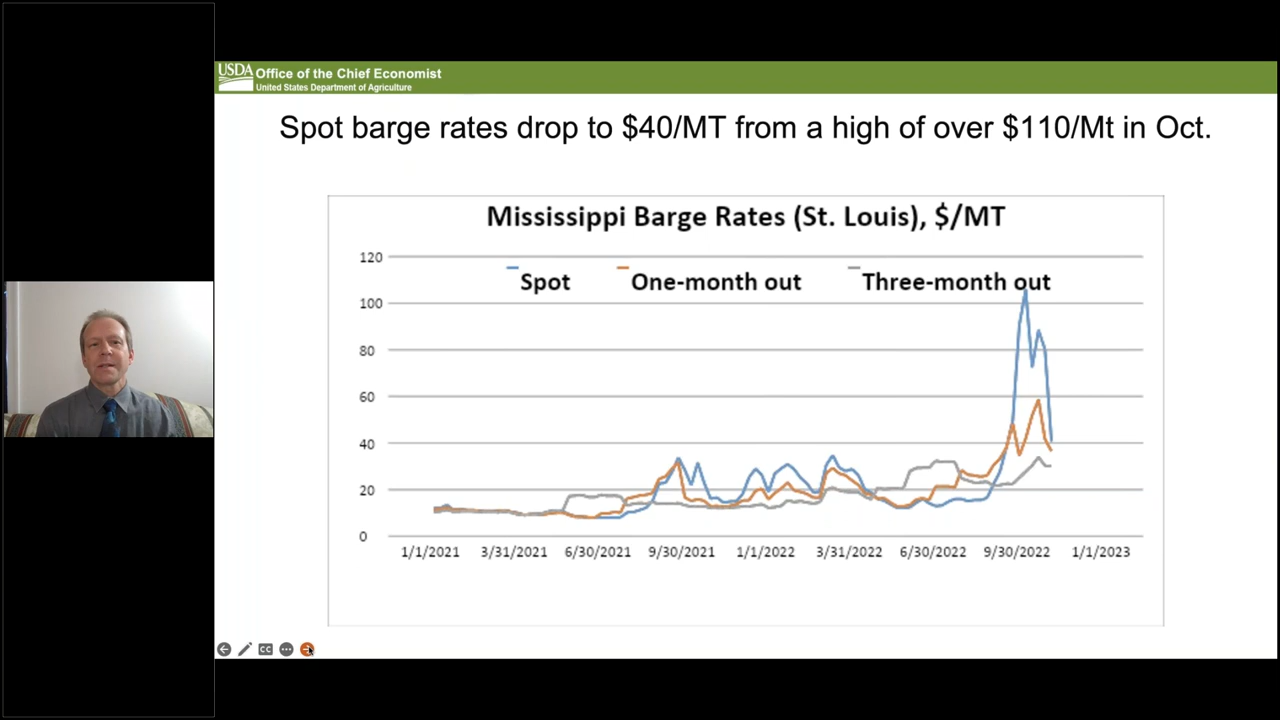 USDA
Office of the Chief Economist
United States Department of Agriculture
Spot barge rates drop to $40/MT from a high of over $110/Mt in Oct.
Mississippi Barge Rates (St. Louis), $/MT
120
Spot One-month out Three-month out
100
80
60
40
20
0
1/1/2021 3/31/2021 6/30/2021 9/30/2021 1/1/2022 3/31/2022 6/30/2022 9/30/2022 1/1/2023
CC